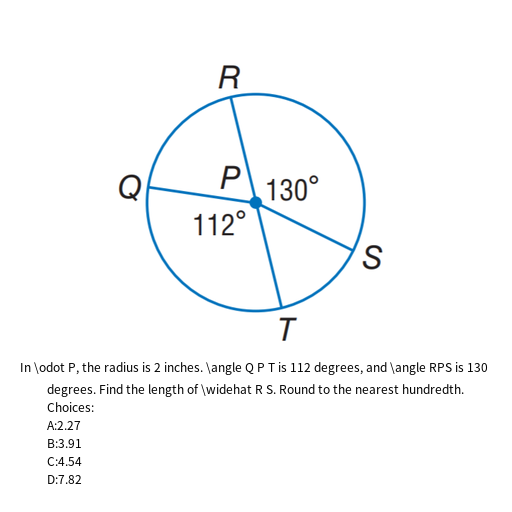 R
Q
P
130°
112°
S
T
In \odot P, the radius is 2 inches. \angle Q P T is 112 degrees, and \angle RPS is 130
degrees. Find the length of \widehat R S. Round to the nearest hundredth.
Choices:
A:2.27
B:3.91
C:4.54
D:7.82